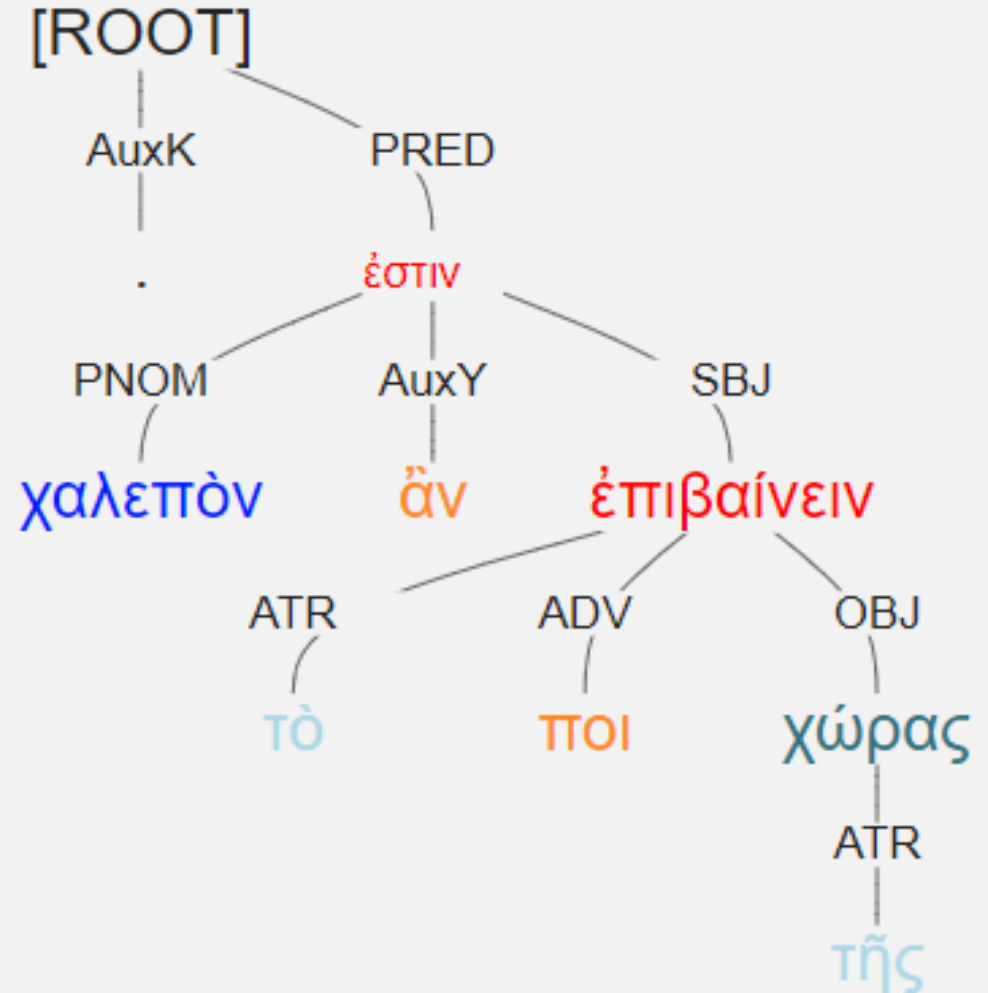 [ROOT]
AuxK PRED
. ἐστιν
PNOM AuxY SBJ
χαλεπὸν ἂν ἐπιβαίνειν
ATR ADV OBJ
τὸ ποι χώρας
ATR
τῆς